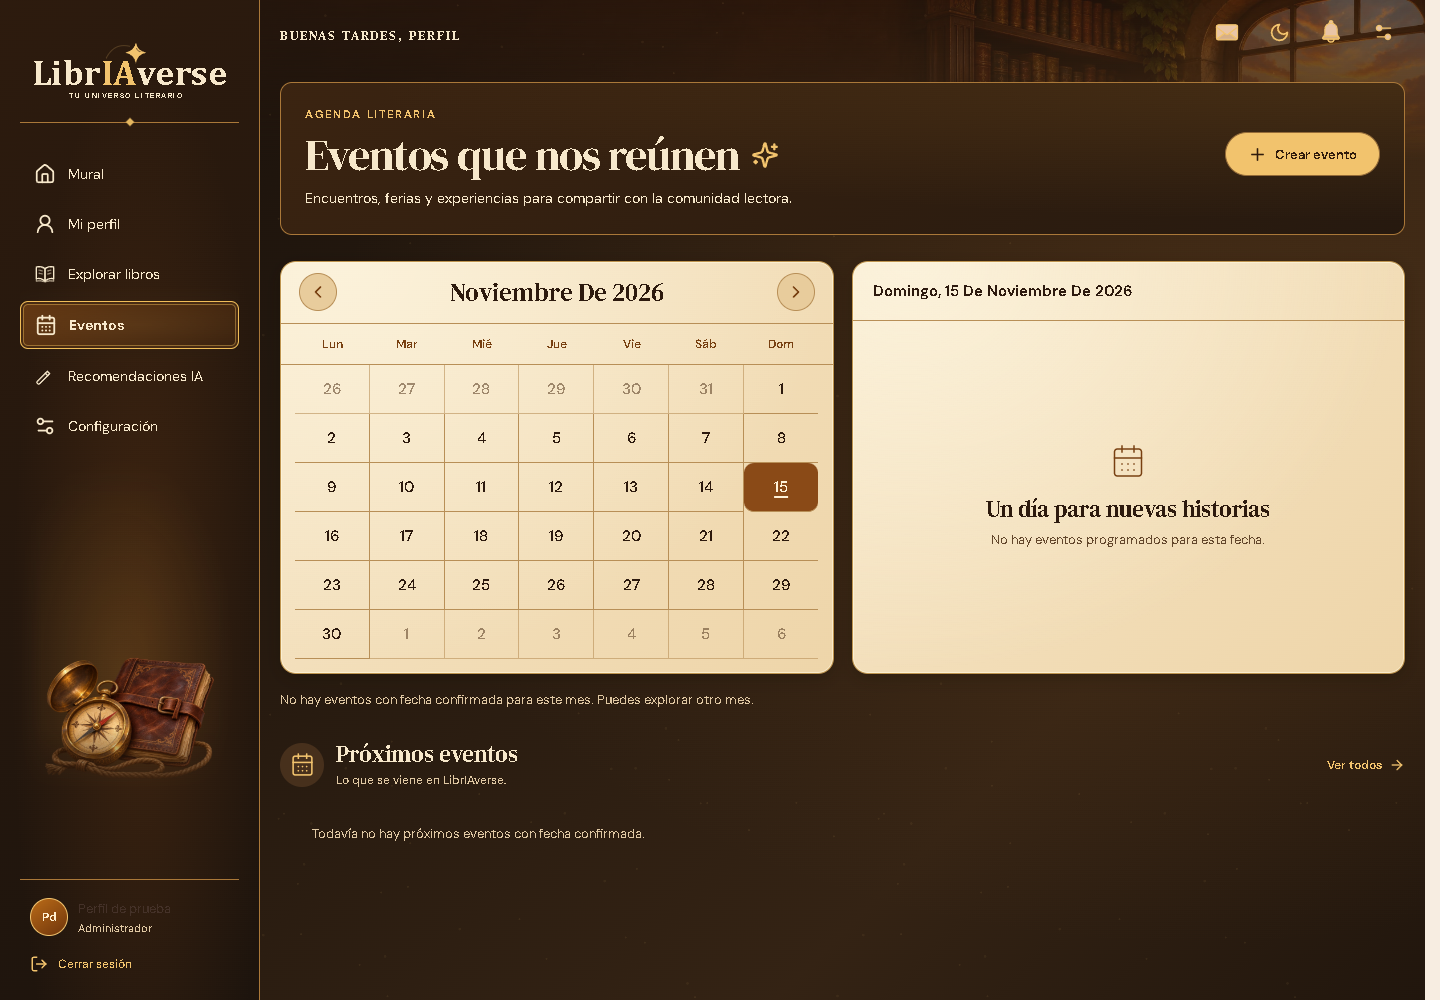 LibrIAverse
TU UNIVERSO LITERARIO
Mural
Mi perfil
Explorar libros
Eventos
Recomendaciones IA
Configuración
Pd
Perfil de prueba
Administrador
Cerrar sesión
BUENAS TARDES, PERFIL
AGENDA LITERARIA
Eventos que nos reúnen
Encuentros, ferias y experiencias para compartir con la comunidad lectora.
Crear evento
Noviembre De 2026
Lun Mar Mié Jue Vie Sáb Dom
26 27 28 29 30 31 1
2 3 4 5 6 7 8
9 10 11 12 13 14 15
16 17 18 19 20 21 22
23 24 25 26 27 28 29
30 1 2 3 4 5 6
Domingo, 15 De Noviembre De 2026
Un día para nuevas historias
No hay eventos programados para esta fecha.
No hay eventos con fecha confirmada para este mes. Puedes explorar otro mes.
Próximos eventos
Lo que se viene en LibrIAverse.
Ver todos
Todavía no hay próximos eventos con fecha confirmada.